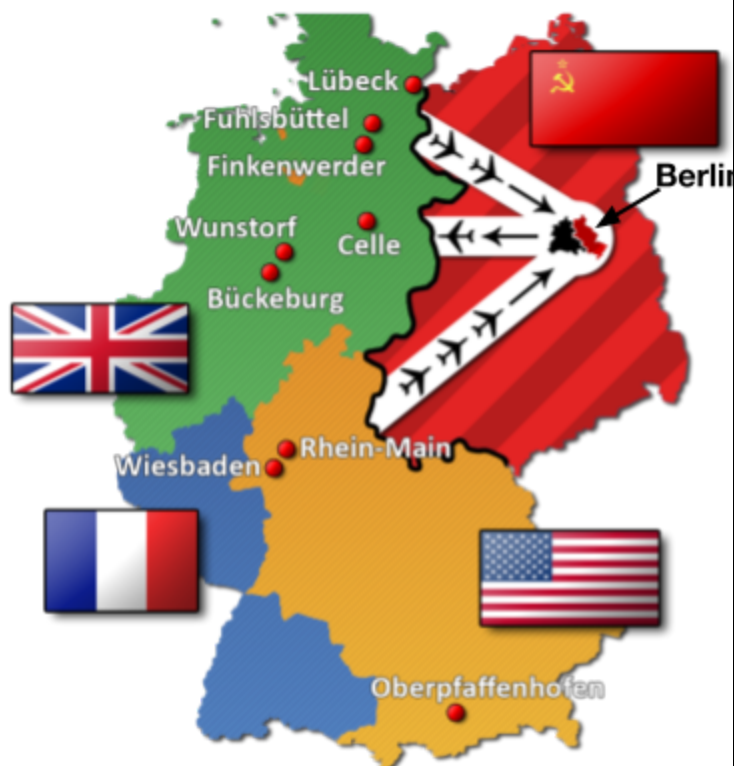 Lübeck
Fuhlsbüttel
Finkenwerder
Berlin
Wunstorf
Celle
Bückeburg
Rhein-Main
Wiesbaden
Oberpfaffenhofen